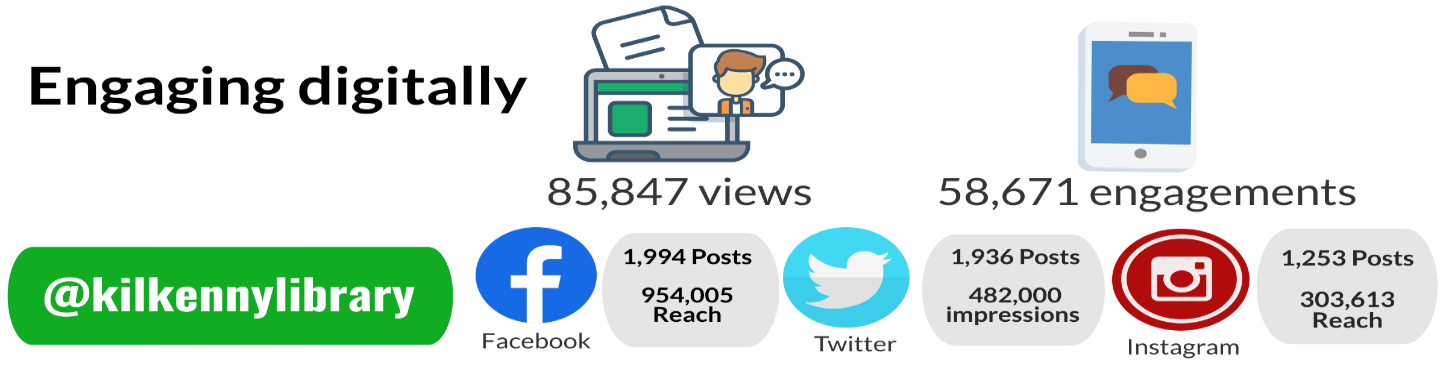 Engaging digitally
85,847 views
58,671 engagements
@kilkennylibrary
Facebook
1,994 Posts
954,005
Reach
Twitter
1,936 Posts
482,000
impressions
Instagram
1,253 Posts
303,613
Reach